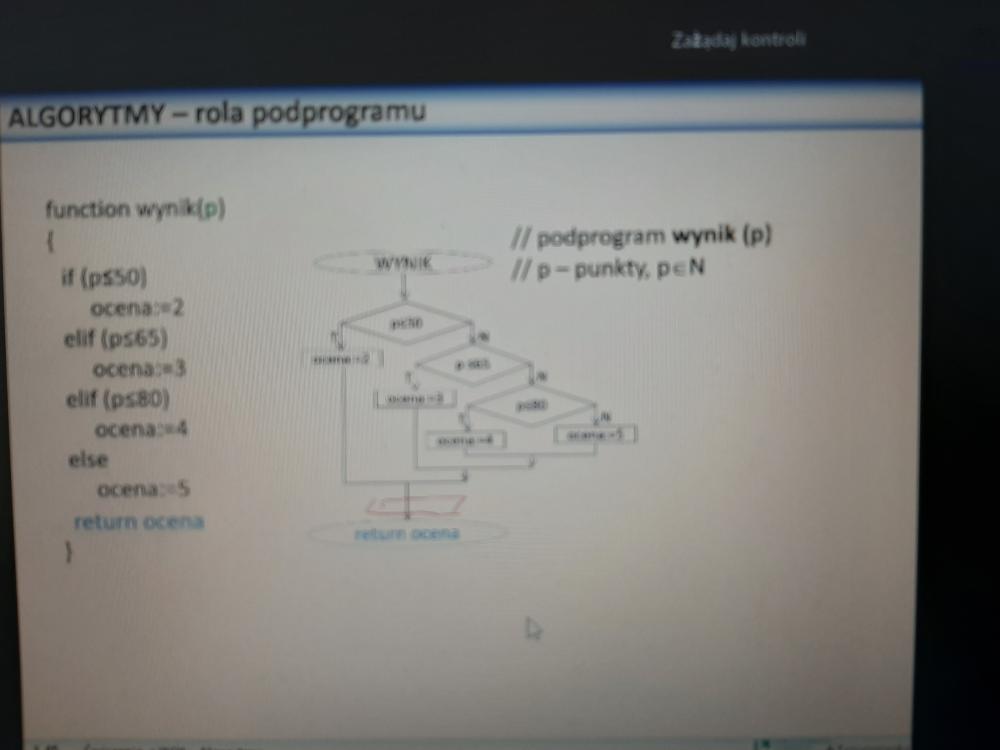 Zażądaj kontroli
ALGORYTMY – rola podprogramu
function wynik(p)
{
if (p≤50)
ocena:=2
elif (p≤65)
ocena:=3
elif (p≤80)
ocena:=4
else
ocena:=5
return ocena
}
// podprogram wynik (p)
// p – punkty, p∈N
WYNIK
p≤50
T
N
ocena:=2
p ≤65
T
N
ocena:=3
p≤80
T
N
ocena:=4
ocena:=5
return ocena